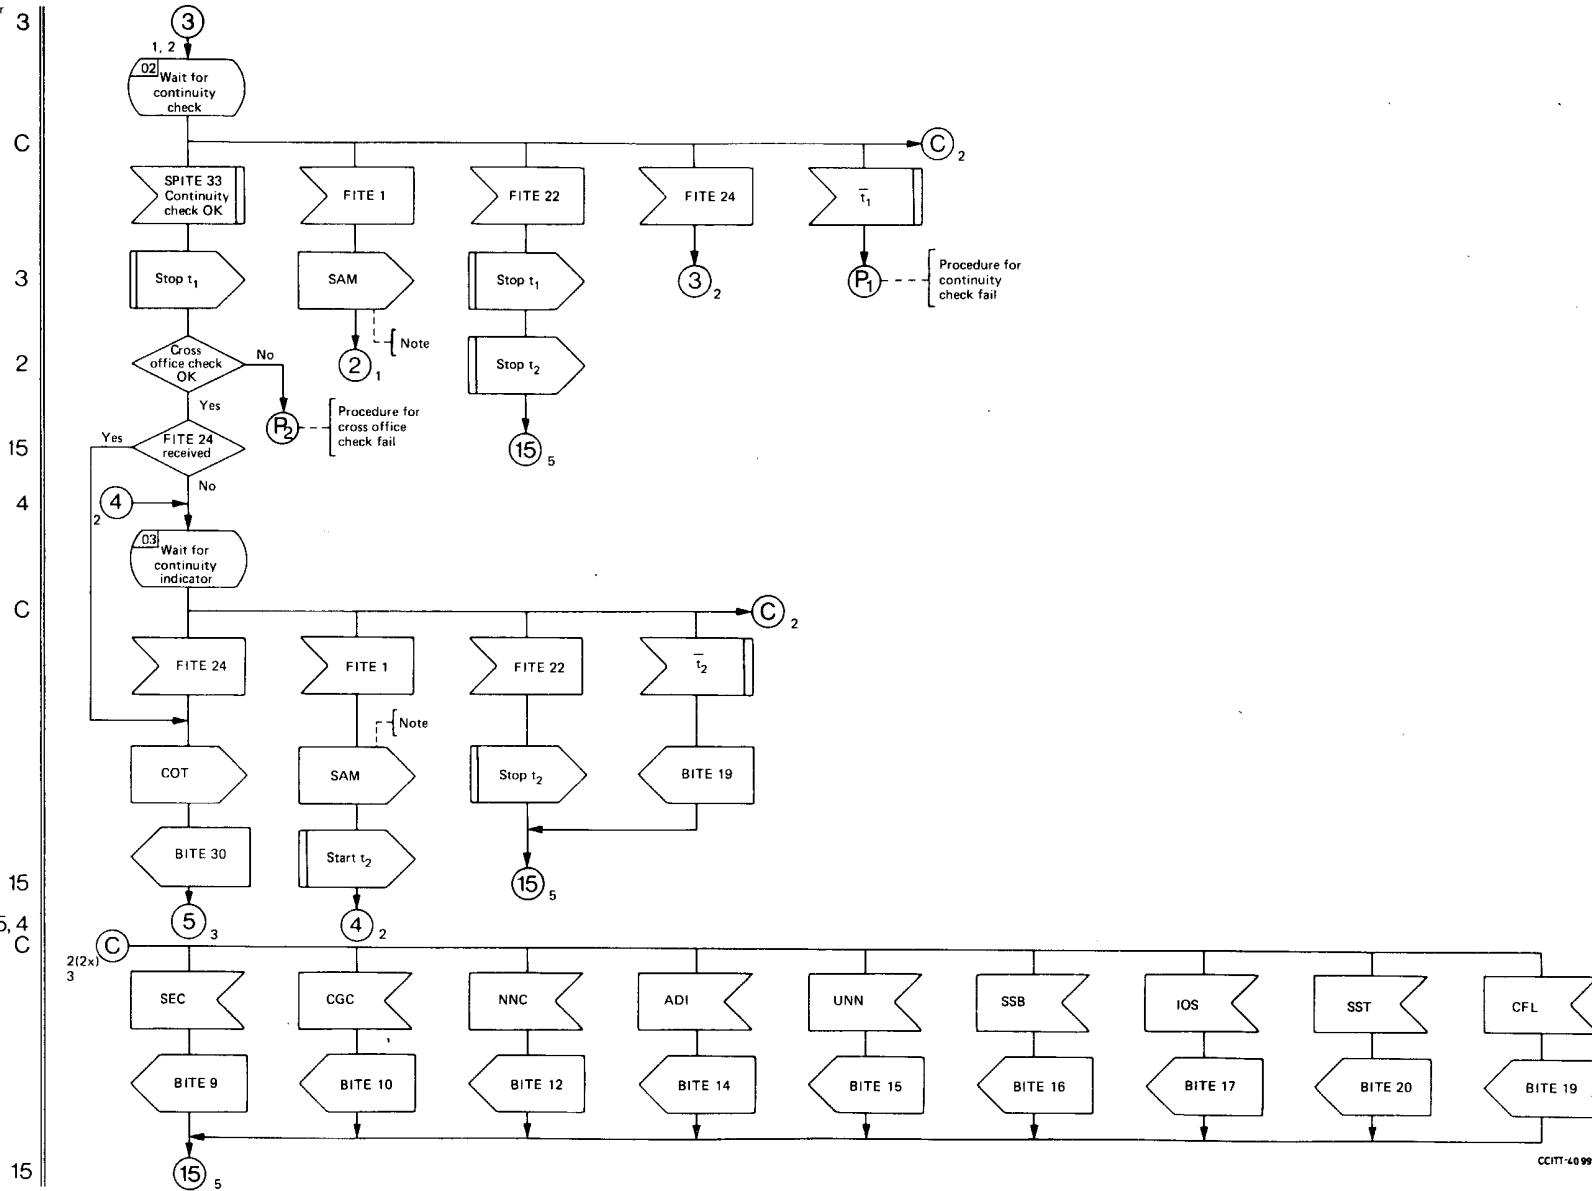 r
3
3
1, 2
02
Wait for
continuity
check
C
C
2
SPITE 33
Continuity
check OK
FITE 1
FITE 22
FITE 24
t1
3
Stop t1
SAM
Stop t1
3
2
P1
Procedure for
continuity
check fail
Note
2
Cross
office check
OK
No
2
1
Stop t2
Yes
P2
Procedure for
cross office
check fail
15
Yes
FITE 24
received
15
5
No
4
4
2
03
Wait for
continuity
indicator
C
C
2
FITE 24
FITE 1
FITE 22
t2
Note
COT
SAM
Stop t2
BITE 19
BITE 30
Start t2
15
15
5
5, 4
5
3
4
2
C
C
2(2x)
3
SEC
CGC
NNC
ADI
UNN
SSB
IOS
SST
CFL
BITE 9
BITE 10
BITE 12
BITE 14
BITE 15
BITE 16
BITE 17
BITE 20
BITE 19
15
15
5
CCITT-4099